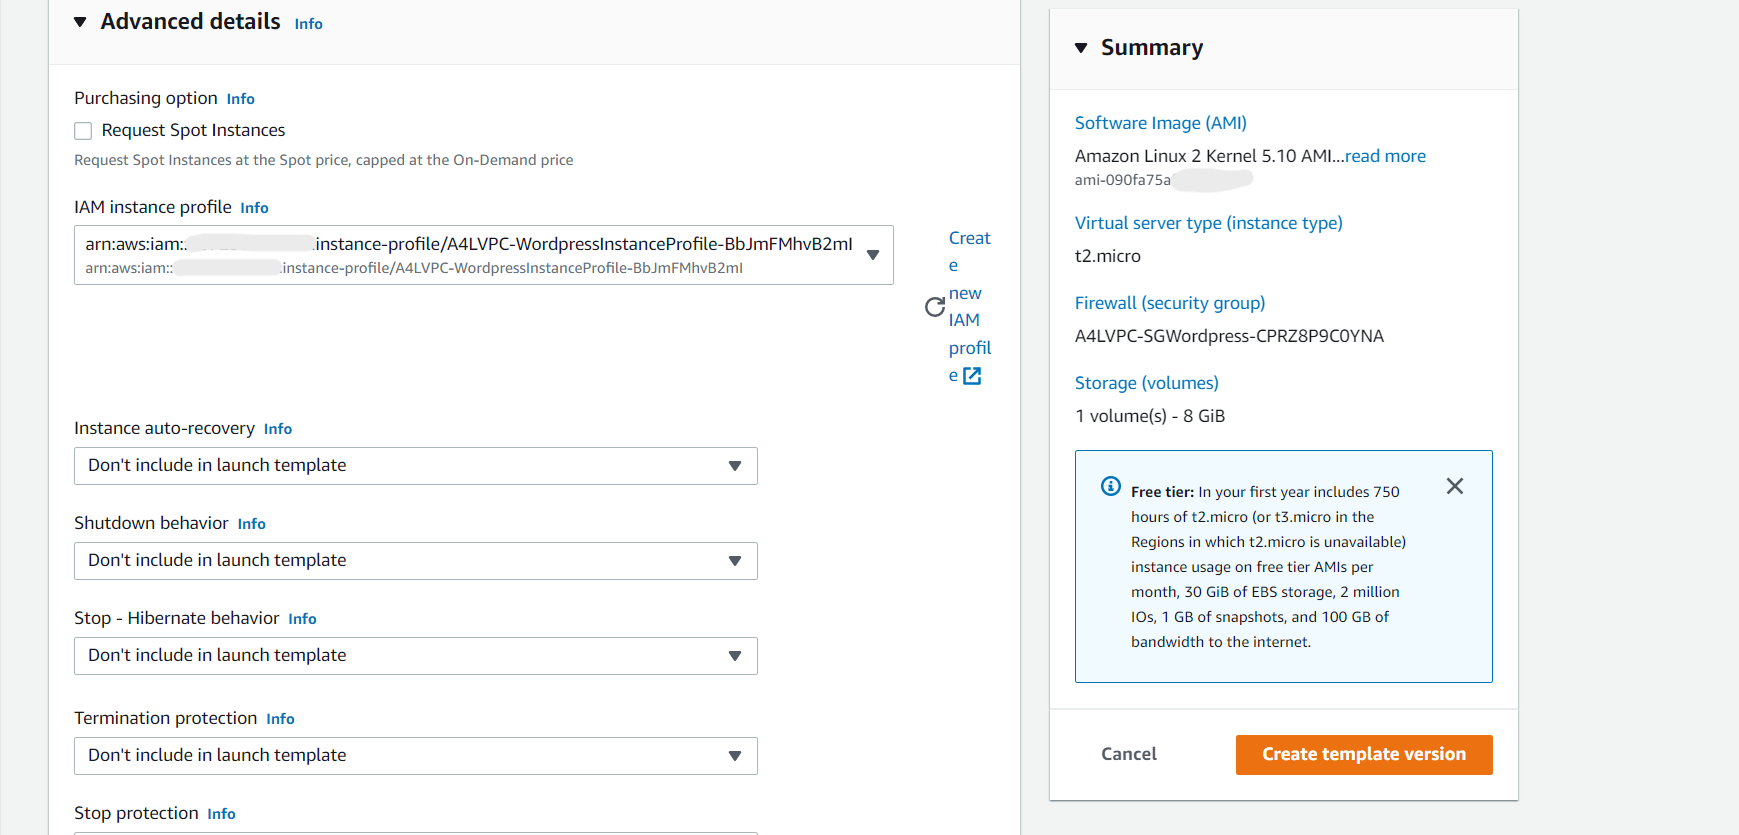 Advanced details Info
Purchasing option Info
Request Spot Instances
Request Spot Instances at the Spot price, capped at the On-Demand price
IAM instance profile Info
arn:aws:iam:: :instance-profile/A4LVPC-WordpressInstanceProfile-BbJmFMhvB2mI
arn:aws:iam:: :instance-profile/A4LVPC-WordpressInstanceProfile-BbJmFMhvB2mI
Creat
e
new
IAM
profil
e
Instance auto-recovery Info
Don't include in launch template
Shutdown behavior Info
Don't include in launch template
Stop - Hibernate behavior Info
Don't include in launch template
Termination protection Info
Don't include in launch template
Stop protection Info
Summary
Software Image (AMI)
Amazon Linux 2 Kernel 5.10 AMI...read more
ami-090fa75a
Virtual server type (instance type)
t2.micro
Firewall (security group)
A4LVPC-SGWordpress-CPRZ8P9C0YNA
Storage (volumes)
1 volume(s) - 8 GiB
Free tier: In your first year includes 750
hours of t2.micro (or t3.micro in the
Regions in which t2.micro is unavailable)
instance usage on free tier AMIs per
month, 30 GiB of EBS storage, 2 million
IOs, 1 GB of snapshots, and 100 GB of
bandwidth to the internet.
Cancel
Create template version